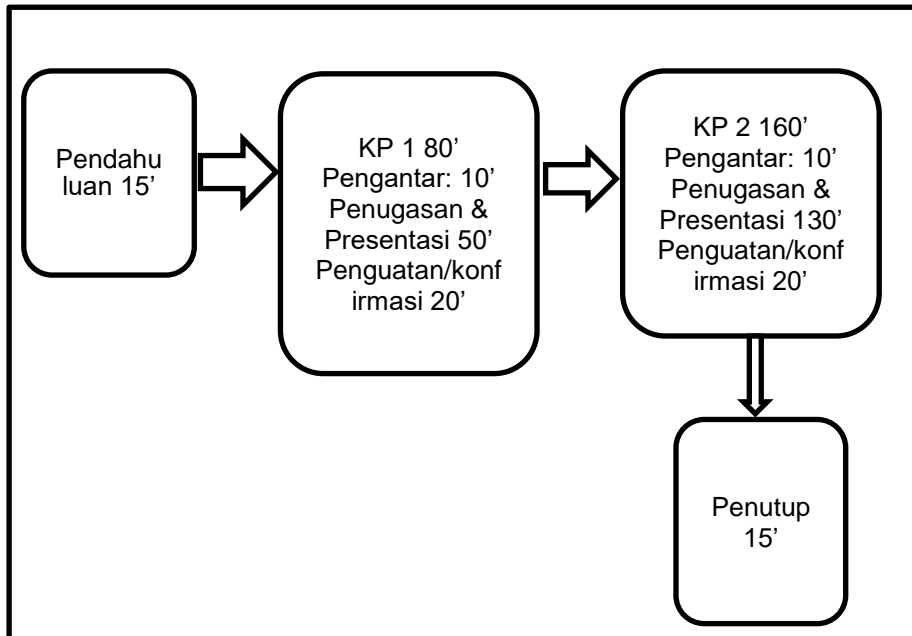 Pendahu
luan 15’
KP 1 80’
Pengantar: 10’
Penugasan &
Presentasi 50’
Penguatan/konf
irmasi 20’
KP 2 160’
Pengantar: 10’
Penugasan &
Presentasi 130’
Penguatan/konf
irmasi 20’
Penutup
15’